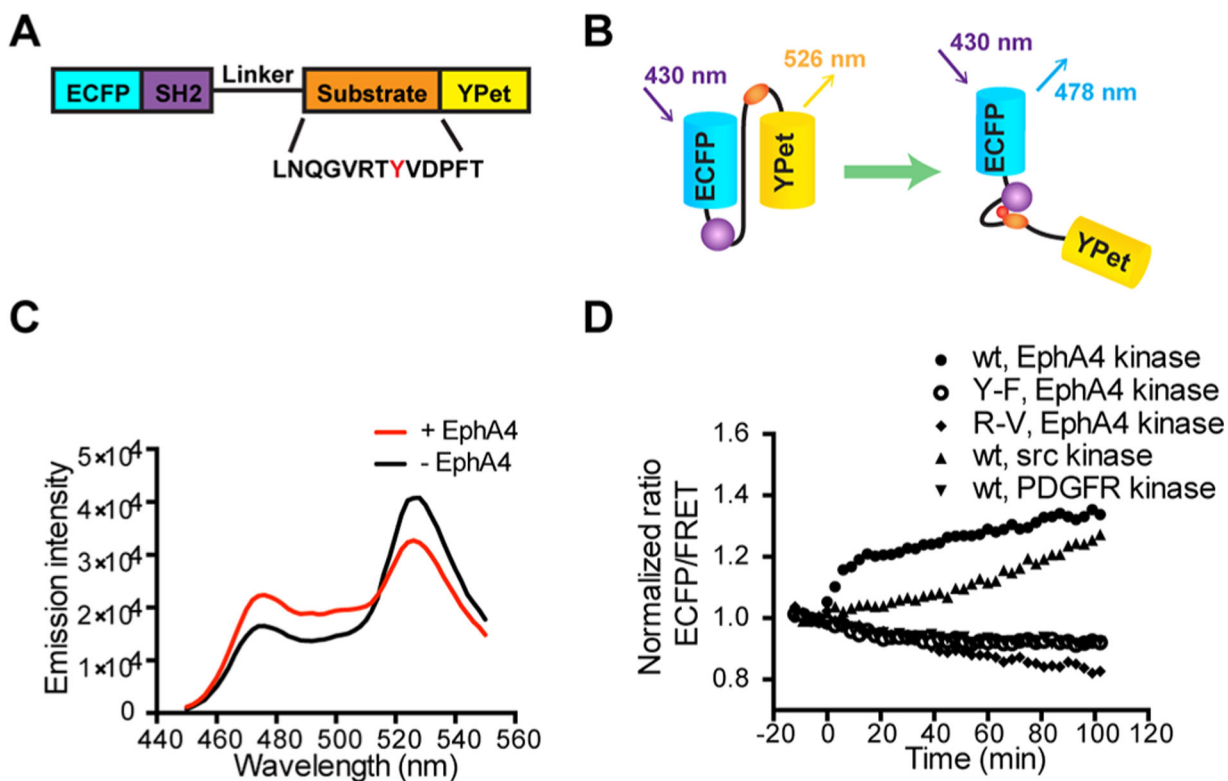 A
ECFP SH2 Linker Substrate YPet
LNQGVRTYVDPFT
B
430 nm
526 nm
ECFP
YPet
430 nm
478 nm
ECFP
YPet
C
+ EphA4
- EphA4
Emission intensity
5×10⁴
4×10⁴
3×10⁴
2×10⁴
1×10⁴
0
440 460 480 500 520 540 560
Wavelength (nm)
D
wt, EphA4 kinase
Y-F, EphA4 kinase
R-V, EphA4 kinase
wt, src kinase
wt, PDGFR kinase
Normalized ratio
ECFP/FRET
1.6
1.4
1.2
1.0
0.8
-20 0 20 40 60 80 100 120
Time (min)